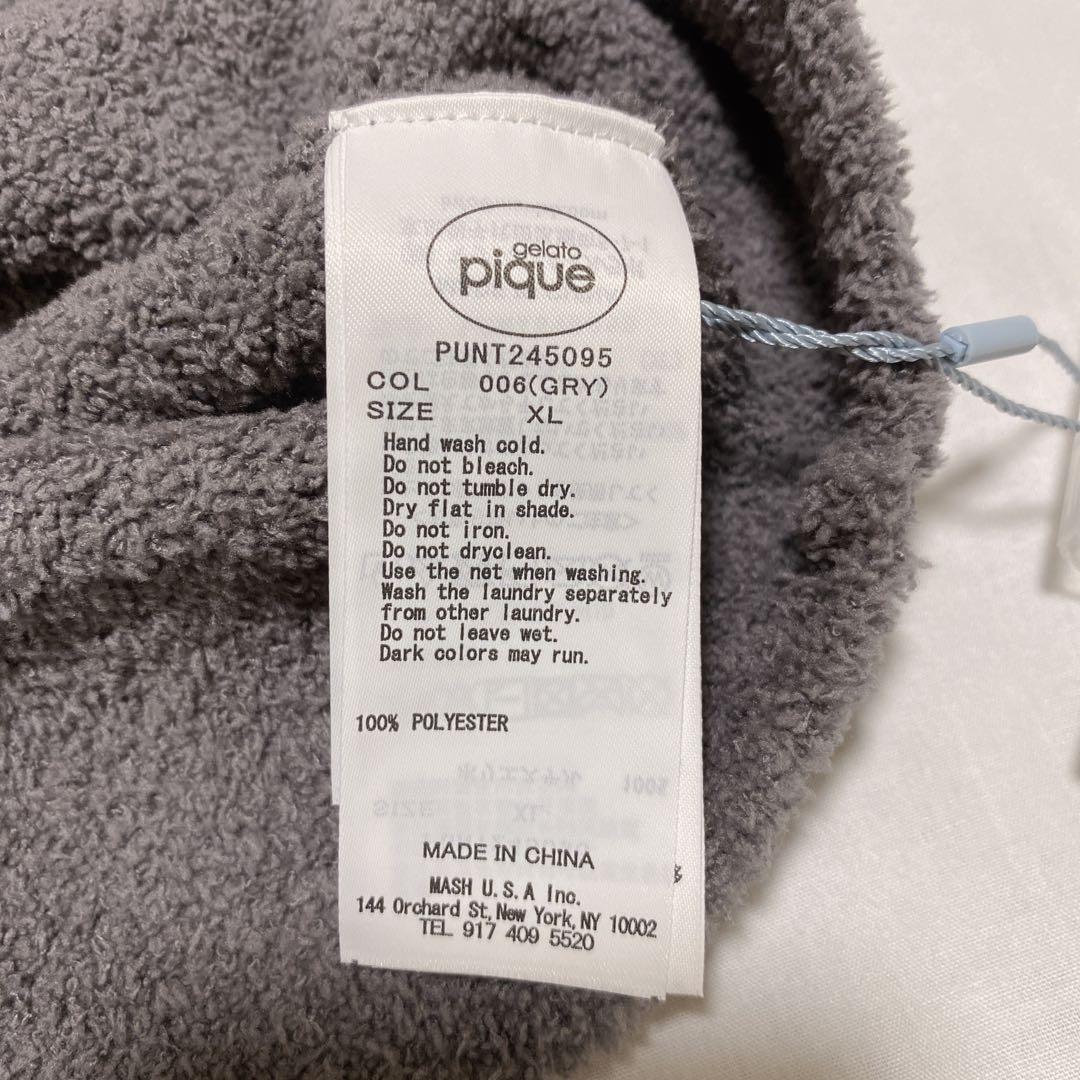 gelato
pique
PUNT245095
COL 006(GRY)
SIZE XL
Hand wash cold.
Do not bleach.
Do not tumble dry.
Dry flat in shade.
Do not iron.
Do not dryclean.
Use the net when washing.
Wash the laundry separately
from other laundry.
Do not leave wet.
Dark colors may run.
100% POLYESTER
MADE IN CHINA
MASH U.S.A Inc.
144 Orchard St, New York, NY 10002
TEL 917 409 5520